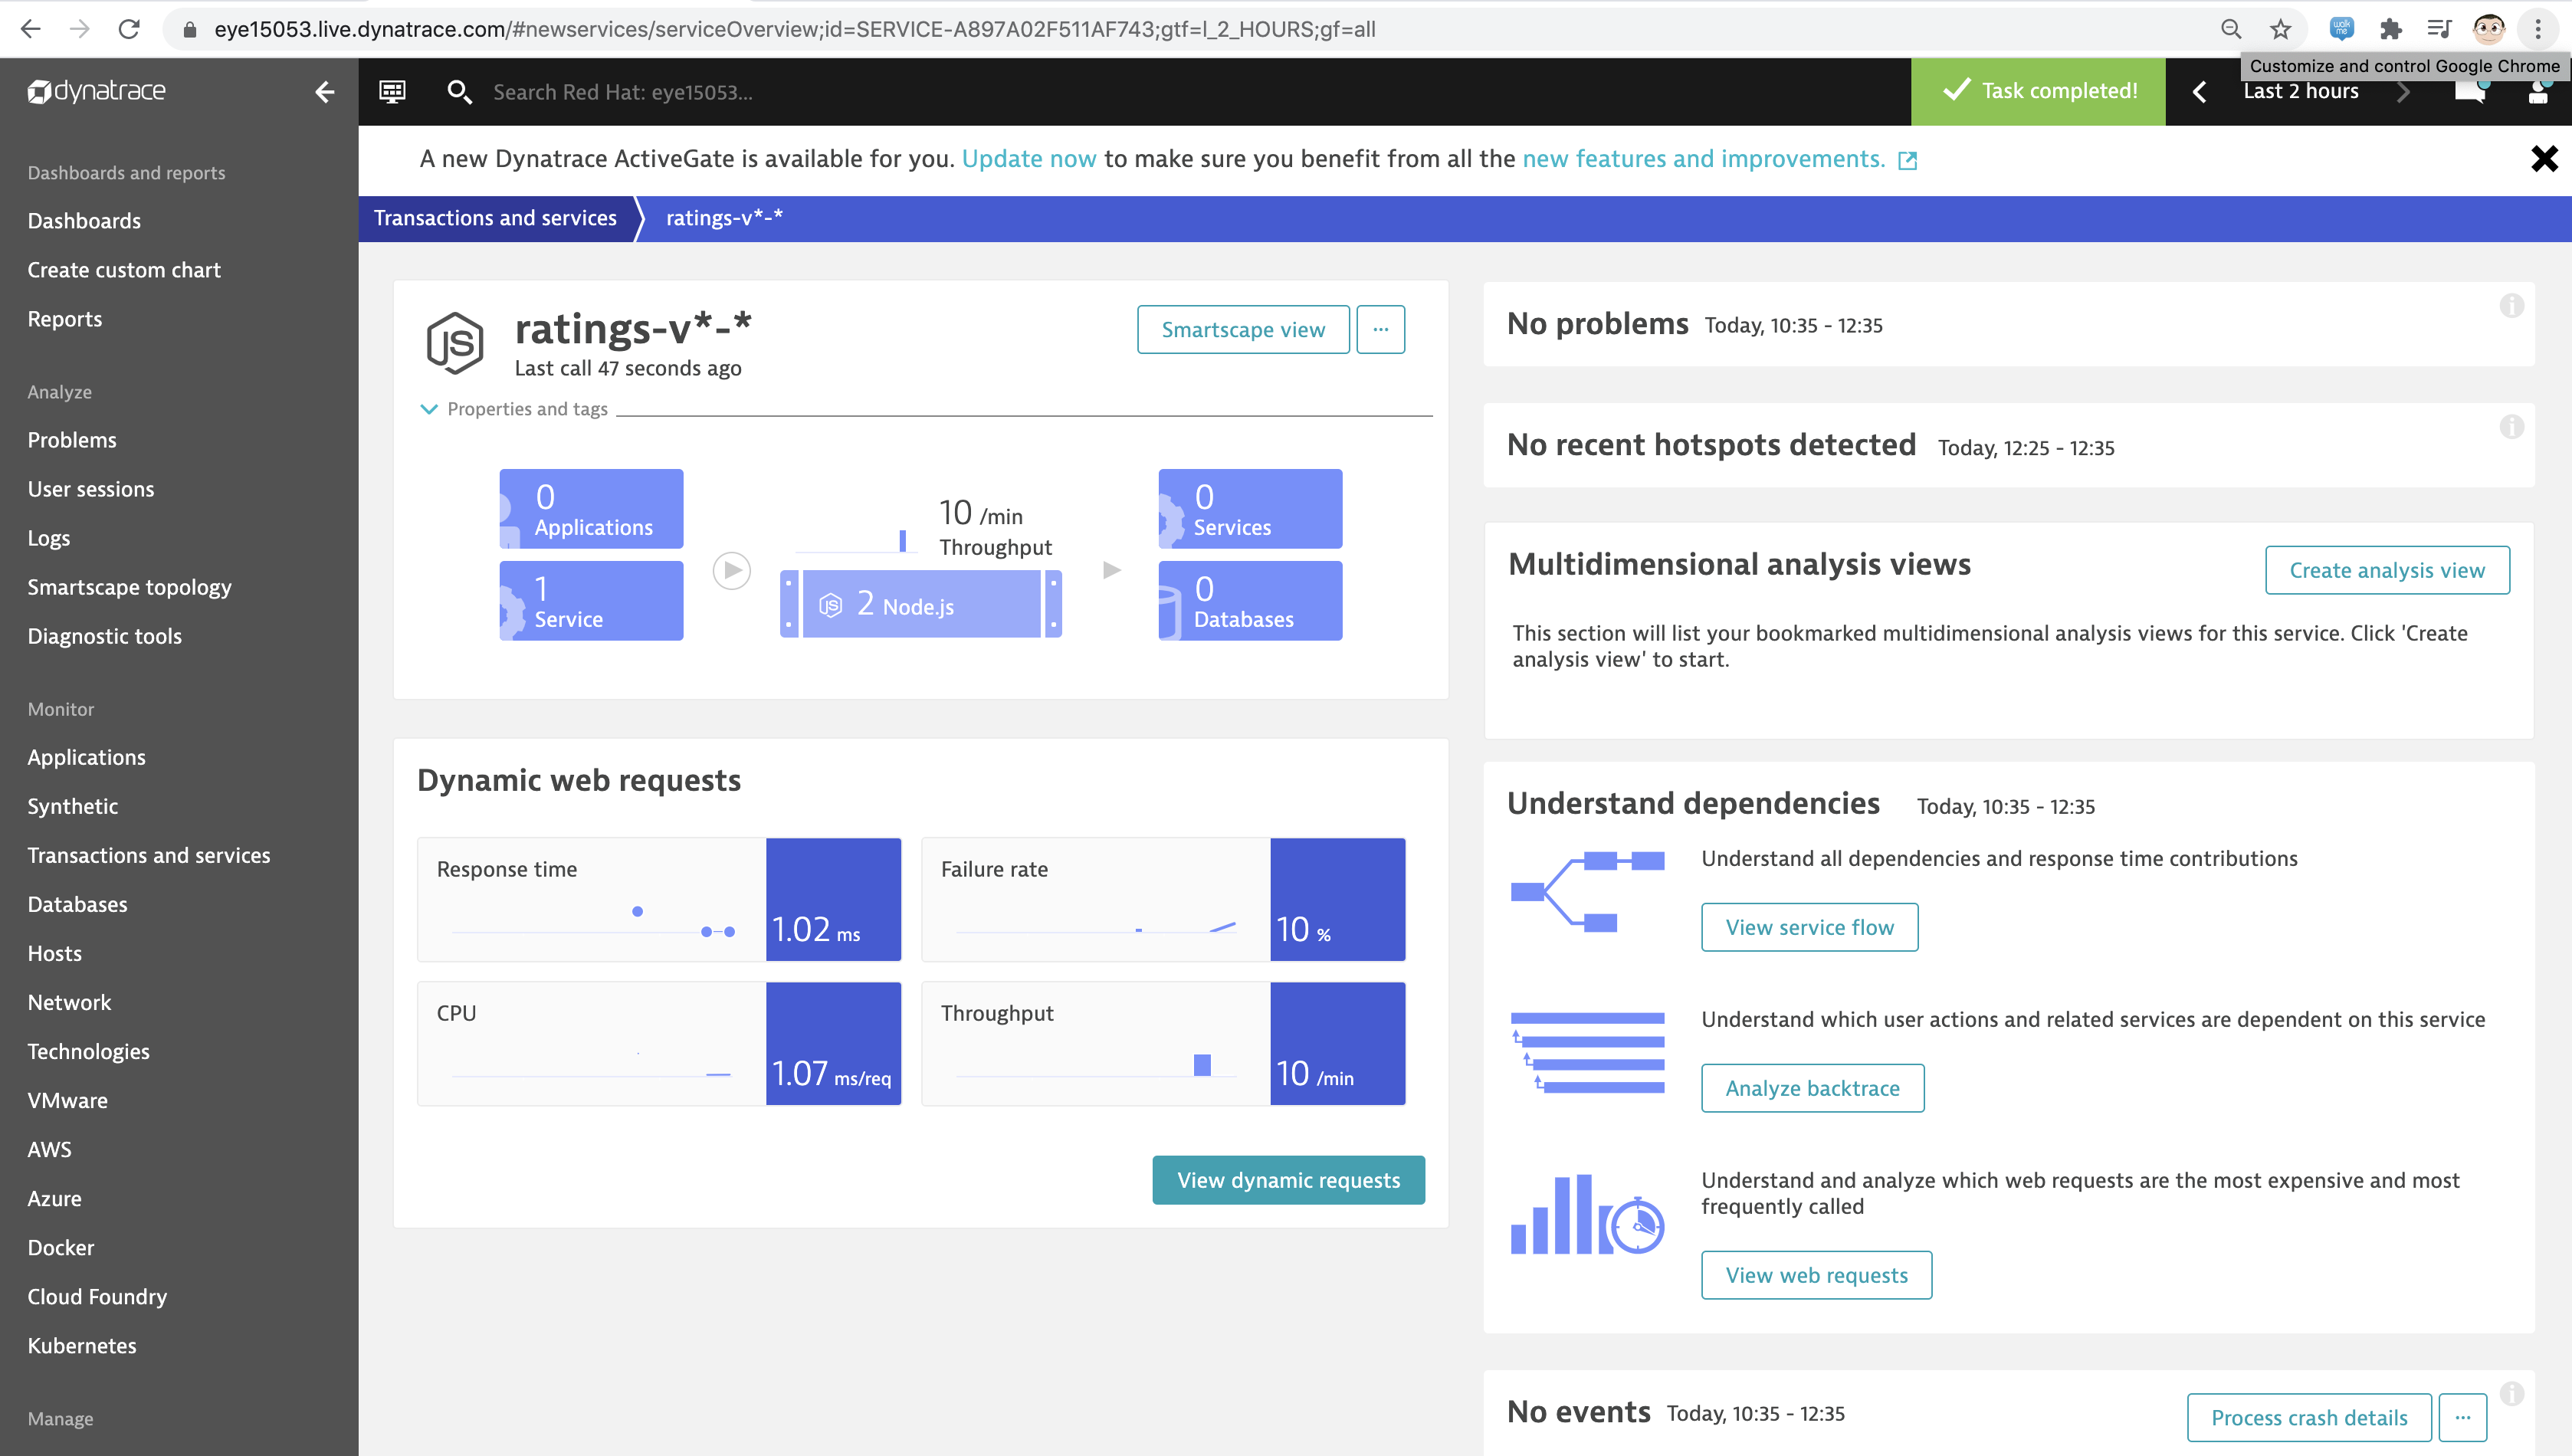 eye15053.live.dynatrace.com/#newservices/serviceOverview;id=SERVICE-A897A02F511AF743;gtf=l_2_HOURS;gf=all
walk me
Customize and control Google Chrome
dynatrace
Search Red Hat: eye15053...
Task completed!
Last 2 hours
A new Dynatrace ActiveGate is available for you. Update now to make sure you benefit from all the new features and improvements.
Transactions and services
ratings-v*-*
Dashboards and reports
Dashboards
Create custom chart
Reports
Analyze
Problems
User sessions
Logs
Smartscape topology
Diagnostic tools
Monitor
Applications
Synthetic
Transactions and services
Databases
Hosts
Network
Technologies
VMware
AWS
Azure
Docker
Cloud Foundry
Kubernetes
Manage
JS
ratings-v*-*
Last call 47 seconds ago
Smartscape view
...
Properties and tags
0
Applications
1
Service
10 /min
Throughput
JS 2 Node.js
0
Services
0
Databases
Dynamic web requests
Response time
1.02 ms
Failure rate
10 %
CPU
1.07 ms/req
Throughput
10 /min
View dynamic requests
No problems Today, 10:35 - 12:35
No recent hotspots detected Today, 12:25 - 12:35
Multidimensional analysis views
Create analysis view
This section will list your bookmarked multidimensional analysis views for this service. Click 'Create
analysis view' to start.
Understand dependencies Today, 10:35 - 12:35
Understand all dependencies and response time contributions
View service flow
Understand which user actions and related services are dependent on this service
Analyze backtrace
Understand and analyze which web requests are the most expensive and most
frequently called
View web requests
No events Today, 10:35 - 12:35
Process crash details
...